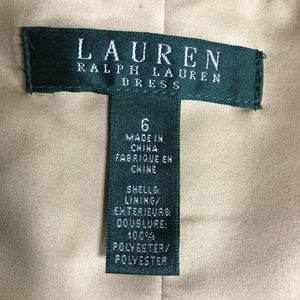 LAUREN
RALPH LAUREN
DRESS
6
MADE IN
CHINA
FABRIQUE EN
CHINE
SHELL&
LINING/
EXTERIEUR&
DOUBLURE:
100%
POLYESTER/
POLYESTER